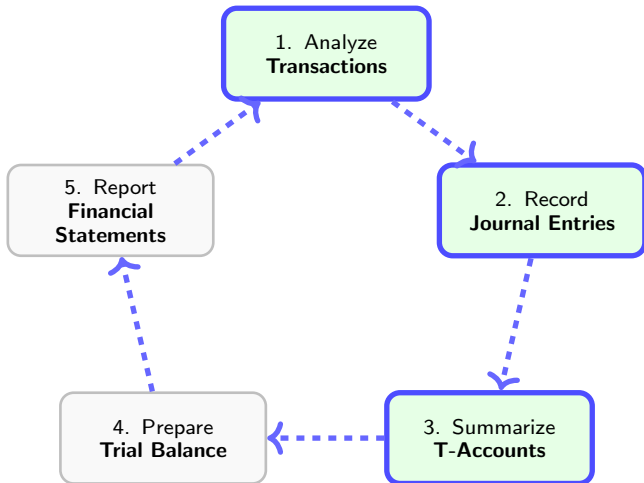 1. Analyze
Transactions
2. Record
Journal Entries
3. Summarize
T-Accounts
4. Prepare
Trial Balance
5. Report
Financial
Statements